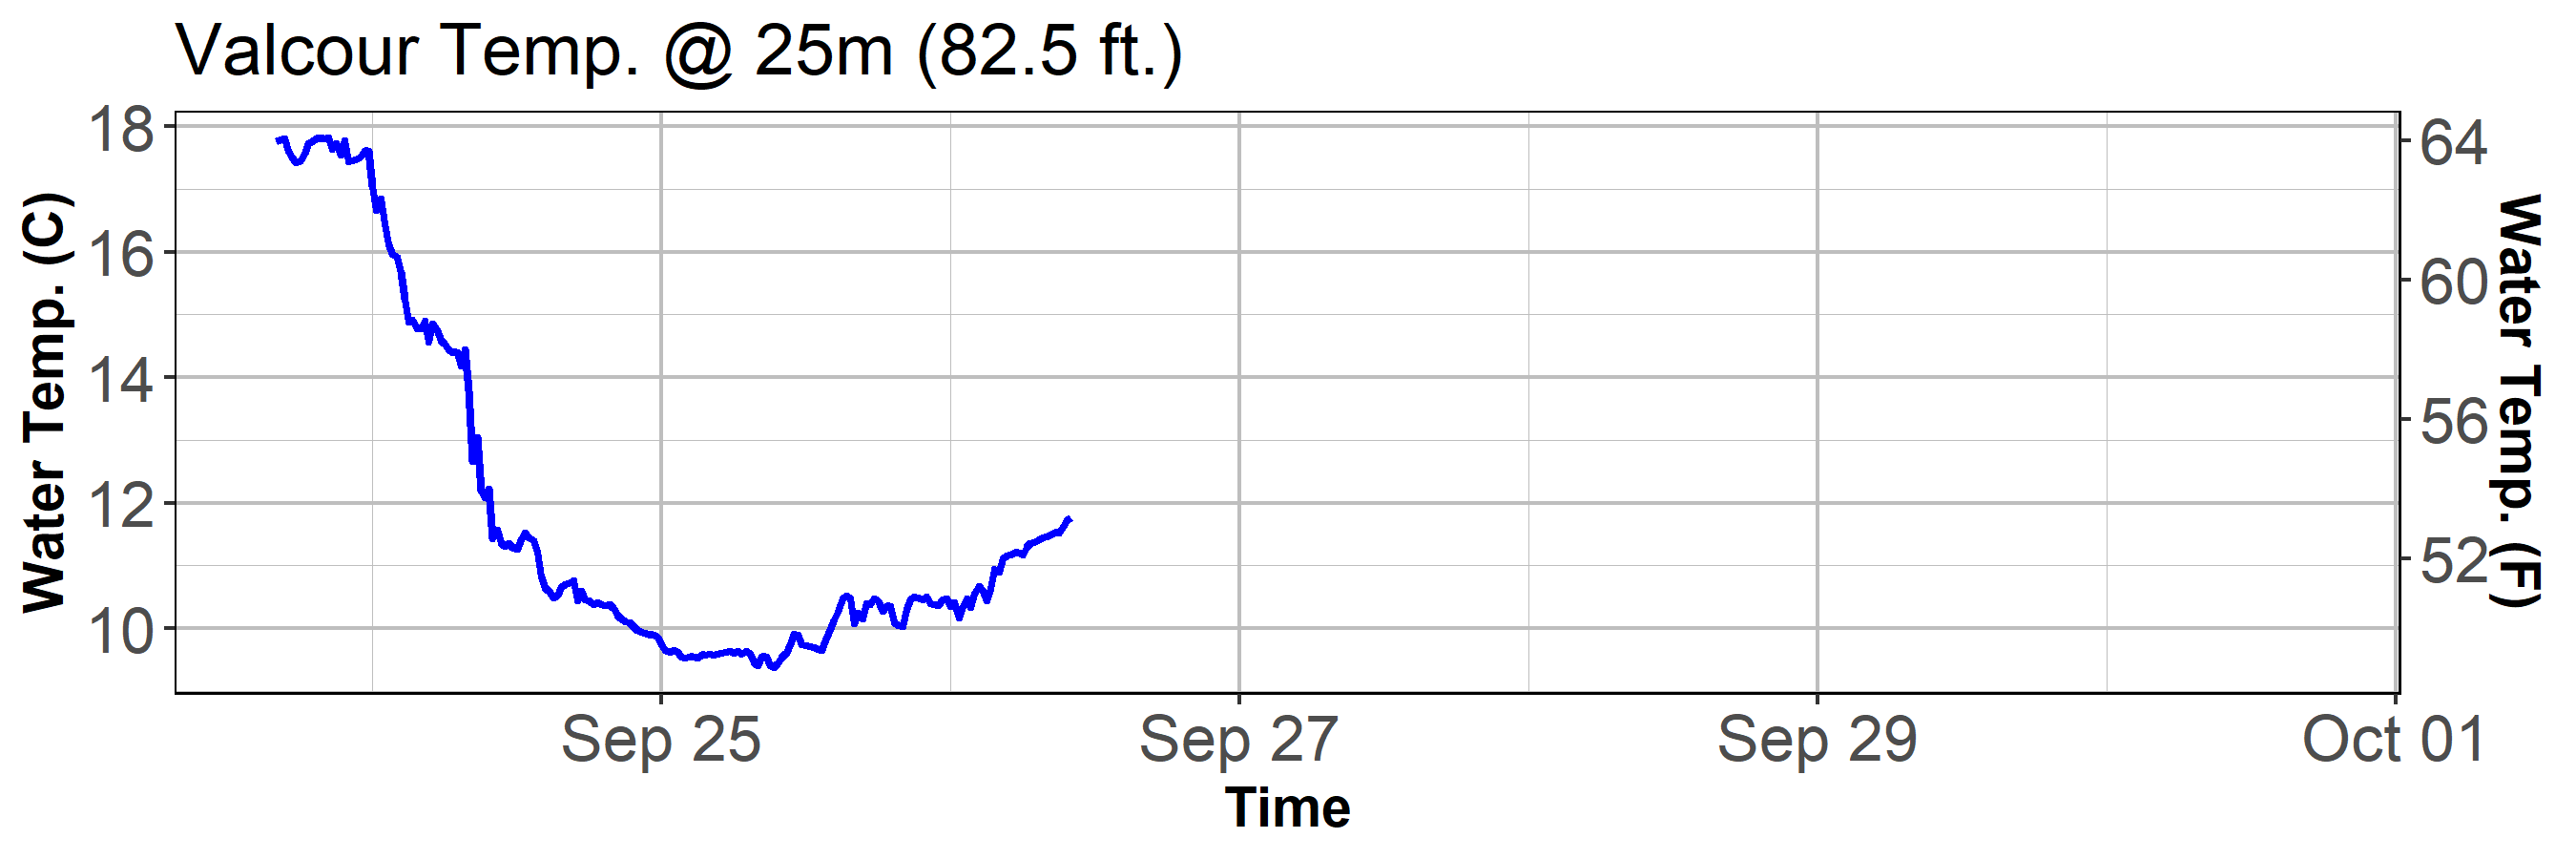 Valcour Temp. @ 25m (82.5 ft.)
18
16
14
12
10
Water Temp. (C)
64
60
56
52
Water Temp. (F)
Sep 25
Sep 27
Sep 29
Oct 01
Time